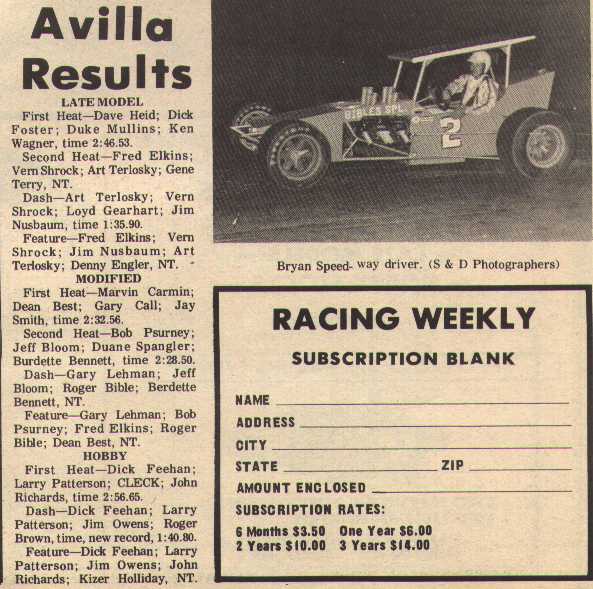 Avilla
Results
LATE MODEL
First Heat—Dave Heid; Dick
Foster; Duke Mullins; Ken
Wagner, time 2:46.53.
Second Heat—Fred Elkins;
Vern Shrock; Art Terlosky; Gene
Terry, NT.
Dash—Art Terlosky; Vern
Shrock; Loyd Gearhart; Jim
Nusbaum, time 1:35.90.
Feature—Fred Elkins; Vern
Shrock; Jim Nusbaum; Art
Terlosky; Denny Engler, NT.
MODIFIED
First Heat—Marvin Carmin;
Dean Best; Gary Call; Jay
Smith, time 2:32.56.
Second Heat—Bob Psurney;
Jeff Bloom; Duane Spangler;
Burdette Bennett, time 2:28.50.
Dash—Gary Lehman; Jeff
Bloom; Roger Bible; Berdette
Bennett, NT.
Feature—Gary Lehman; Bob
Psurney; Fred Elkins; Roger
Bible; Dean Best, NT.
HOBBY
First Heat—Dick Feehan;
Larry Patterson; CLECK; John
Richards, time 2:56.65.
Dash—Dick Feehan; Larry
Patterson; Jim Owens; Roger
Brown, time, new record, 1:40.80.
Feature—Dick Feehan; Larry
Patterson; Jim Owens; John
Richards; Kizer Holliday, NT.
BIBLES SPL
2
Bryan Speed- way driver. (S & D Photographers)
RACING WEEKLY
SUBSCRIPTION BLANK
NAME
ADDRESS
CITY
STATE ZIP
AMOUNT ENCLOSED
SUBSCRIPTION RATES:
6 Months $3.50 One Year $6.00
2 Years $10.00 3 Years $14.00